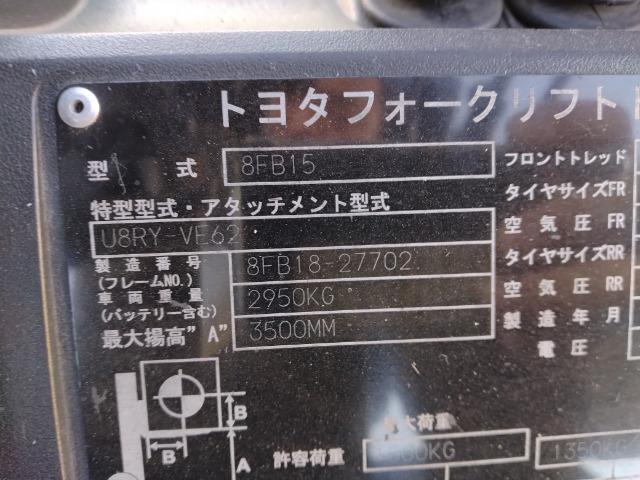 トヨタフォークリフト
型 式 8FB15
特型型式・アタッチメント型式
U8RY-VE62
製造番号
(フレームNO.) 8FB18-27702
車両重量
(バッテリー含む) 2950KG
最大揚高"A" 3500MM
フロントトレッド
タイヤサイズFR
空気圧 FR
タイヤサイズRR
空気圧 RR
製造年月
電圧
B
B
A
大荷重
許容荷重 KG 1350K